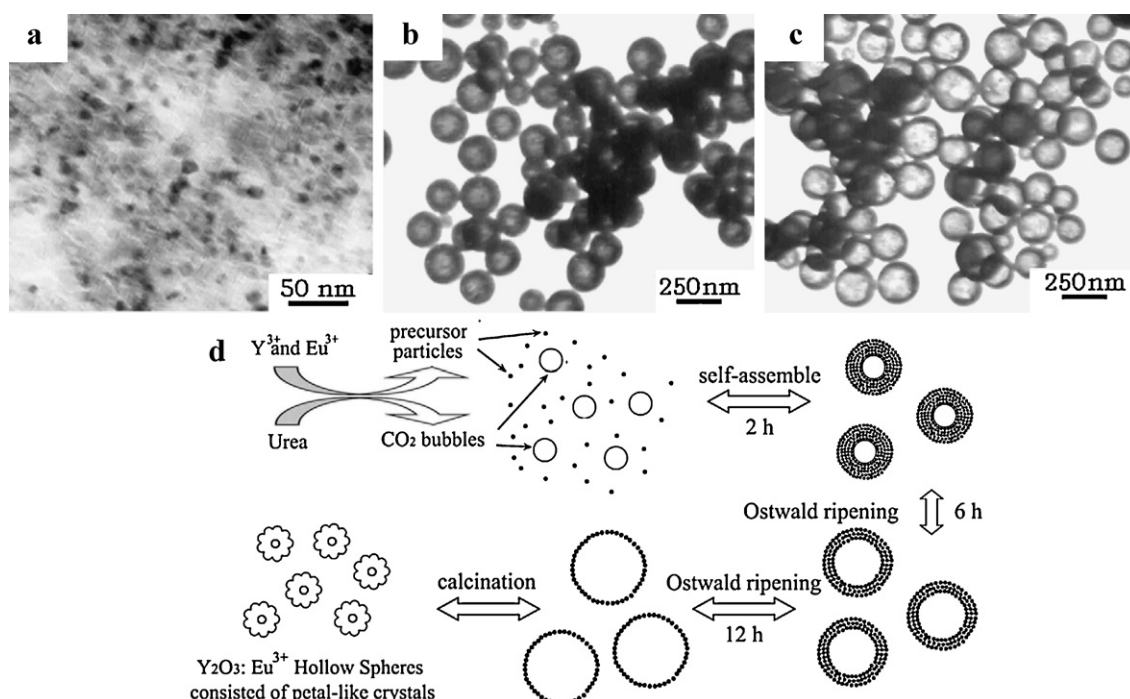 a
b
c
50 nm
250nm
250nm
d
Y³⁺and Eu³⁺
Urea
precursor
particles
CO₂ bubbles
self-assemble
2 h
Ostwald ripening
6 h
Ostwald ripening
12 h
calcination
Y₂O₃: Eu³⁺ Hollow Spheres
consisted of petal-like crystals